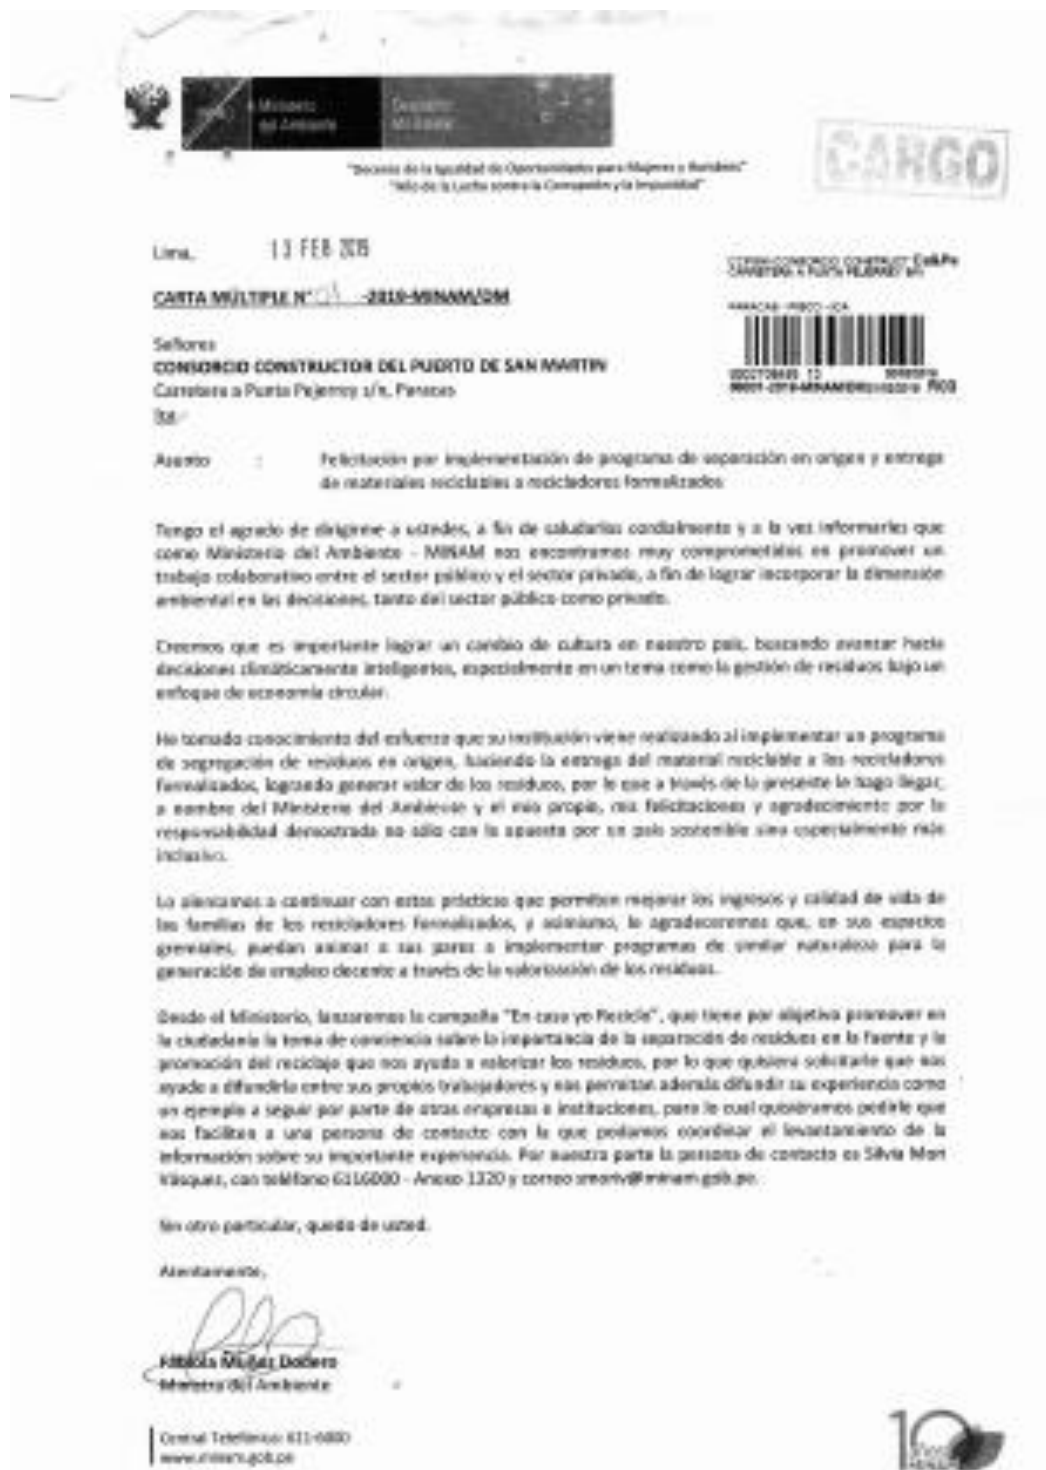 Ministerio
del Ambiente
Despacho
Ministerial
"Decenio de la Igualdad de Oportunidades para Mujeres y Hombres"
"Año de la Lucha contra la Corrupción y la Impunidad"
CARGO
Lima, 13 FEB 2019
CARTA MÚLTIPLE N° 01 -2019-MINAM/DM
CARRETERA A PUNTA PEJERREY S/N
PARACAS - PISCO - ICA
Señores
CONSORCIO CONSTRUCTOR DEL PUERTO DE SAN MARTIN
Carretera a Punta Pejerrey s/n, Paracas
Ica.-
Asunto : Felicitación por implementación de programa de separación en origen y entrega
de materiales reciclables a recicladores formalizados
Tengo el agrado de dirigirme a ustedes, a fin de saludarlos cordialmente y a la vez informarles que
como Ministerio del Ambiente - MINAM nos encontramos muy comprometidos en promover un
trabajo colaborativo entre el sector público y el sector privado, a fin de lograr incorporar la dimensión
ambiental en las decisiones, tanto del sector público como privado.
Creemos que es importante lograr un cambio de cultura en nuestro país, buscando avanzar hacia
decisiones climáticamente inteligentes, especialmente en un tema como la gestión de residuos bajo un
enfoque de economía circular.
He tomado conocimiento del esfuerzo que su institución viene realizando al implementar un programa
de segregación de residuos en origen, haciendo la entrega del material reciclable a los recicladores
formalizados, logrando generar valor de los residuos, por lo que a través de la presente le hago llegar,
a nombre del Ministerio del Ambiente y el mío propio, mis felicitaciones y agradecimiento por la
responsabilidad demostrada no sólo con la apuesta por un país sostenible sino especialmente más
inclusivo.
Lo alentamos a continuar con estas prácticas que permiten mejorar los ingresos y calidad de vida de
las familias de los recicladores formalizados, y asimismo, le agradeceremos que, en sus espacios
gremiales, puedan animar a sus pares a implementar programas de similar naturaleza para la
generación de empleo decente a través de la valorización de los residuos.
Desde el Ministerio, lanzaremos la campaña "En casa yo Reciclo", que tiene por objetivo promover en
la ciudadanía la toma de conciencia sobre la importancia de la separación de residuos en la fuente y la
promoción del reciclaje que nos ayuda a valorizar los residuos, por lo que quisiera solicitarle que nos
ayude a difundirla entre sus propios trabajadores y nos permitan además difundir su experiencia como
un ejemplo a seguir por parte de otras empresas e instituciones, para lo cual quisiéramos pedirle que
nos faciliten a una persona de contacto con la que podamos coordinar el levantamiento de la
información sobre su importante experiencia. Por nuestra parte la persona de contacto es Silvia Mori
Vásquez, con teléfono 6116000 - Anexo 1320 y correo smoriv@minam.gob.pe.
Sin otro particular, quedo de usted.
Atentamente,
Fabiola Muñoz Dodero
Ministra del Ambiente
Central Telefónica: 611-6000
www.minam.gob.pe
10